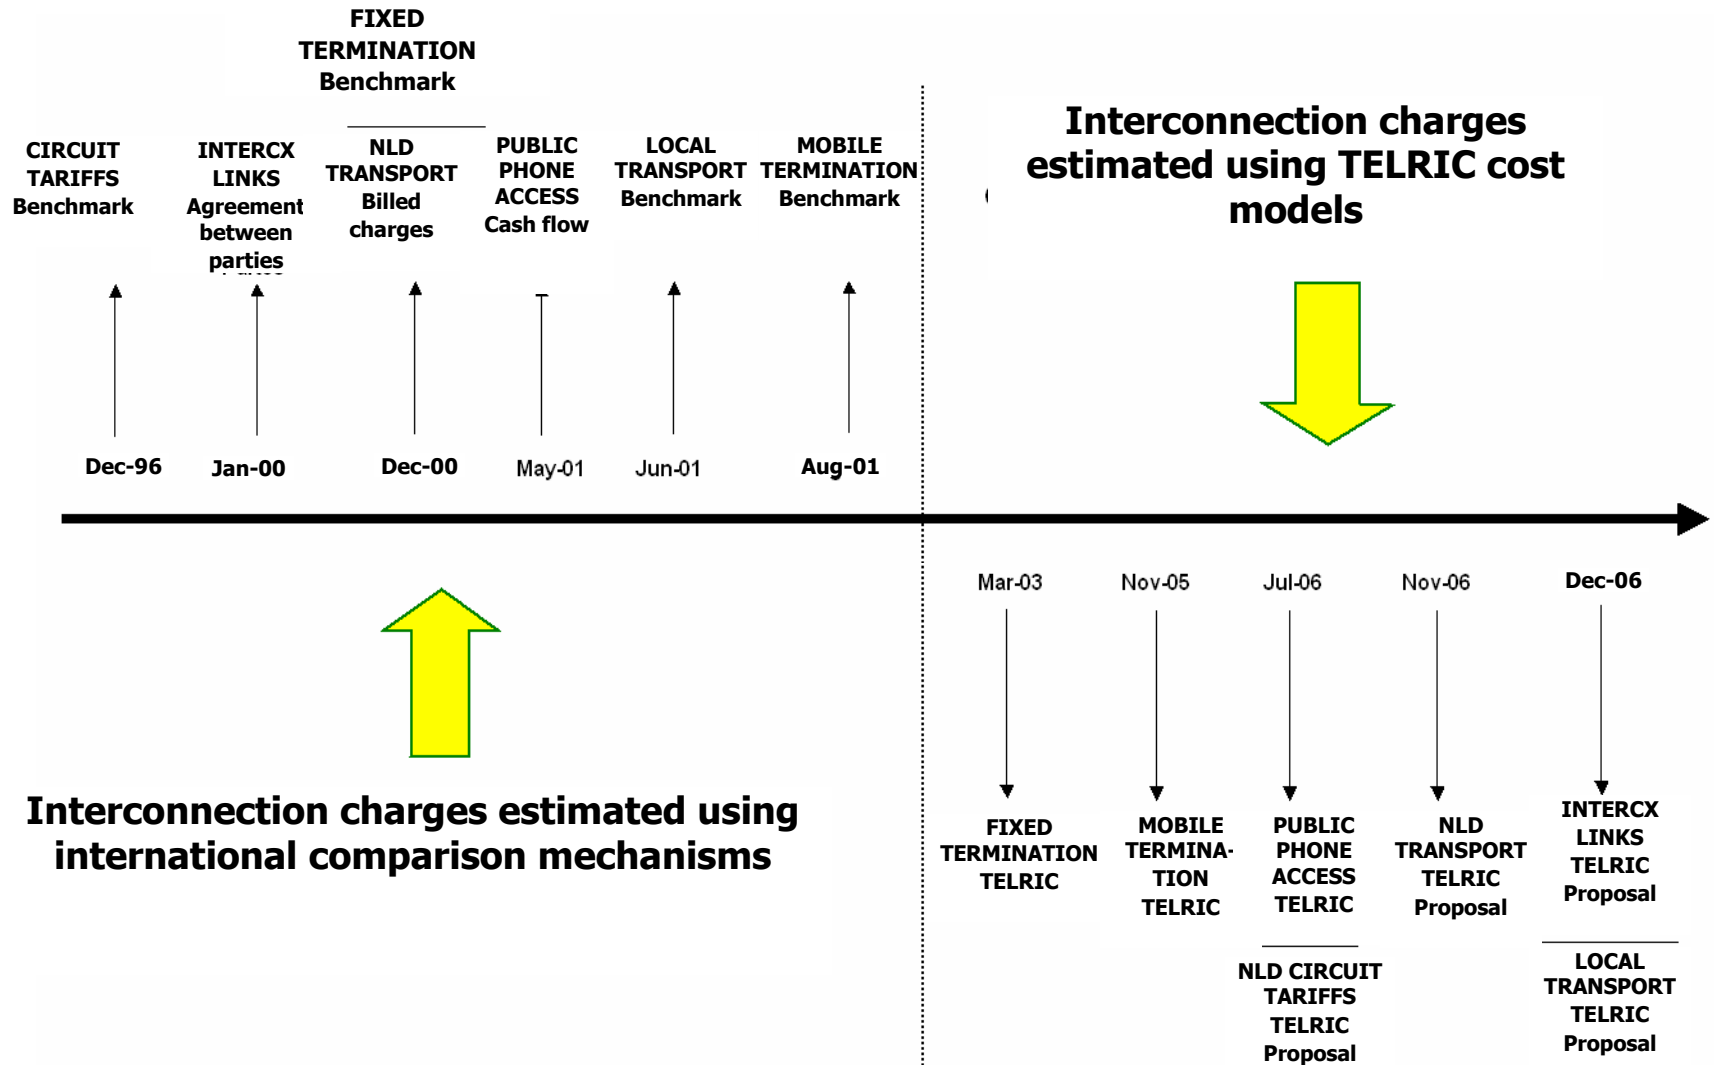 FIXED
TERMINATION
Benchmark
CIRCUIT
TARIFFS
Benchmark
INTERCX
LINKS
Agreement
between
parties
NLD
TRANSPORT
Billed
charges
PUBLIC
PHONE
ACCESS
Cash flow
LOCAL
TRANSPORT
Benchmark
MOBILE
TERMINATION
Benchmark
Interconnection charges
estimated using TELRIC cost
models
Dec-96
Jan-00
Dec-00
May-01
Jun-01
Aug-01
Mar-03
Nov-05
Jul-06
Nov-06
Dec-06
Interconnection charges estimated using
international comparison mechanisms
FIXED
TERMINATION
TELRIC
MOBILE
TERMINA-
TION
TELRIC
PUBLIC
PHONE
ACCESS
TELRIC
NLD CIRCUIT
TARIFFS
TELRIC
Proposal
NLD
TRANSPORT
TELRIC
Proposal
INTERCX
LINKS
TELRIC
Proposal
LOCAL
TRANSPORT
TELRIC
Proposal